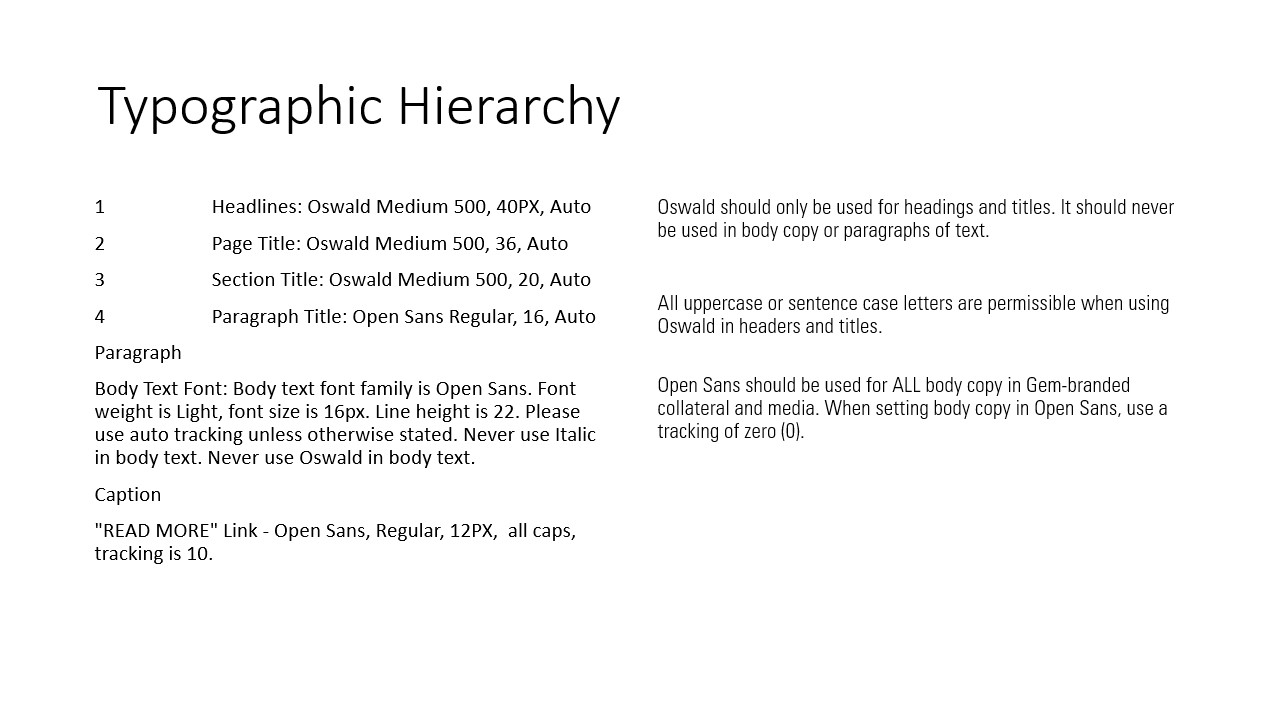 Typographic Hierarchy
1 Headlines: Oswald Medium 500, 40PX, Auto
2 Page Title: Oswald Medium 500, 36, Auto
3 Section Title: Oswald Medium 500, 20, Auto
4 Paragraph Title: Open Sans Regular, 16, Auto
Paragraph
Body Text Font: Body text font family is Open Sans. Font
weight is Light, font size is 16px. Line height is 22. Please
use auto tracking unless otherwise stated. Never use Italic
in body text. Never use Oswald in body text.
Caption
"READ MORE" Link - Open Sans, Regular, 12PX,  all caps,
tracking is 10.
Oswald should only be used for headings and titles. It should never
be used in body copy or paragraphs of text.
All uppercase or sentence case letters are permissible when using
Oswald in headers and titles.
Open Sans should be used for ALL body copy in Gem-branded
collateral and media. When setting body copy in Open Sans, use a
tracking of zero (0).